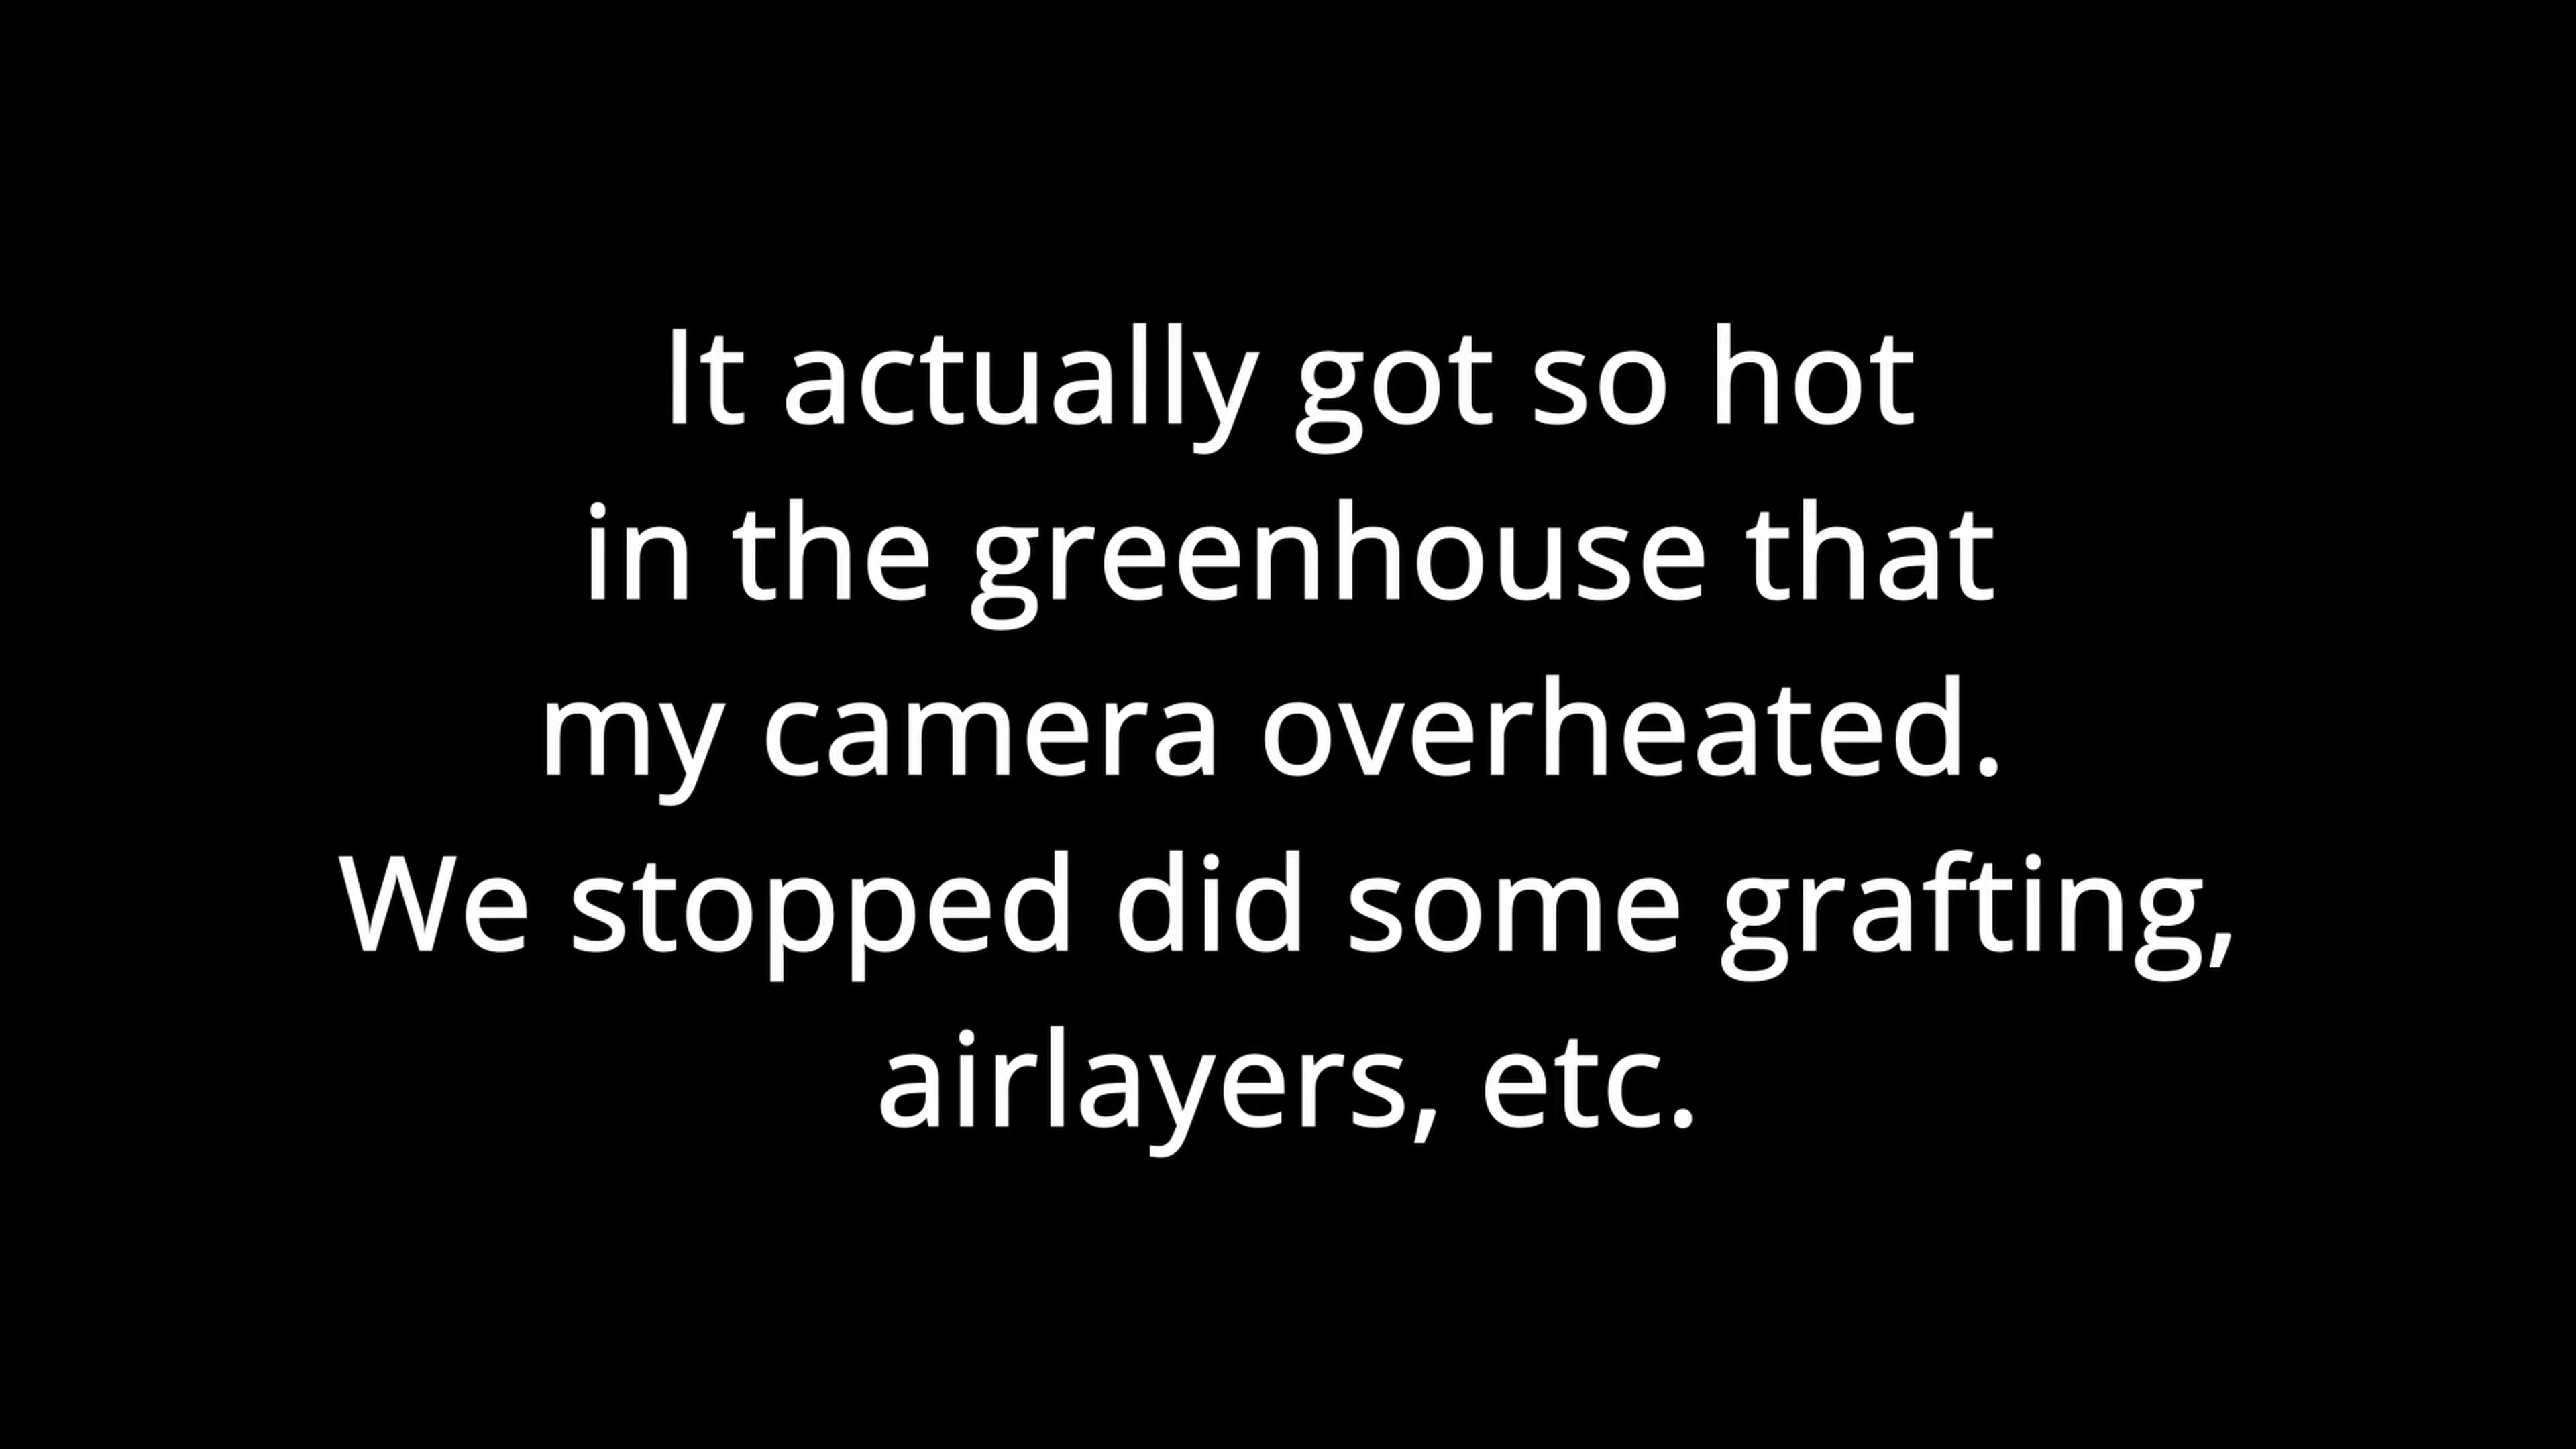 It actually got so hot
in the greenhouse that
my camera overheated.
We stopped did some grafting,
airlayers, etc.